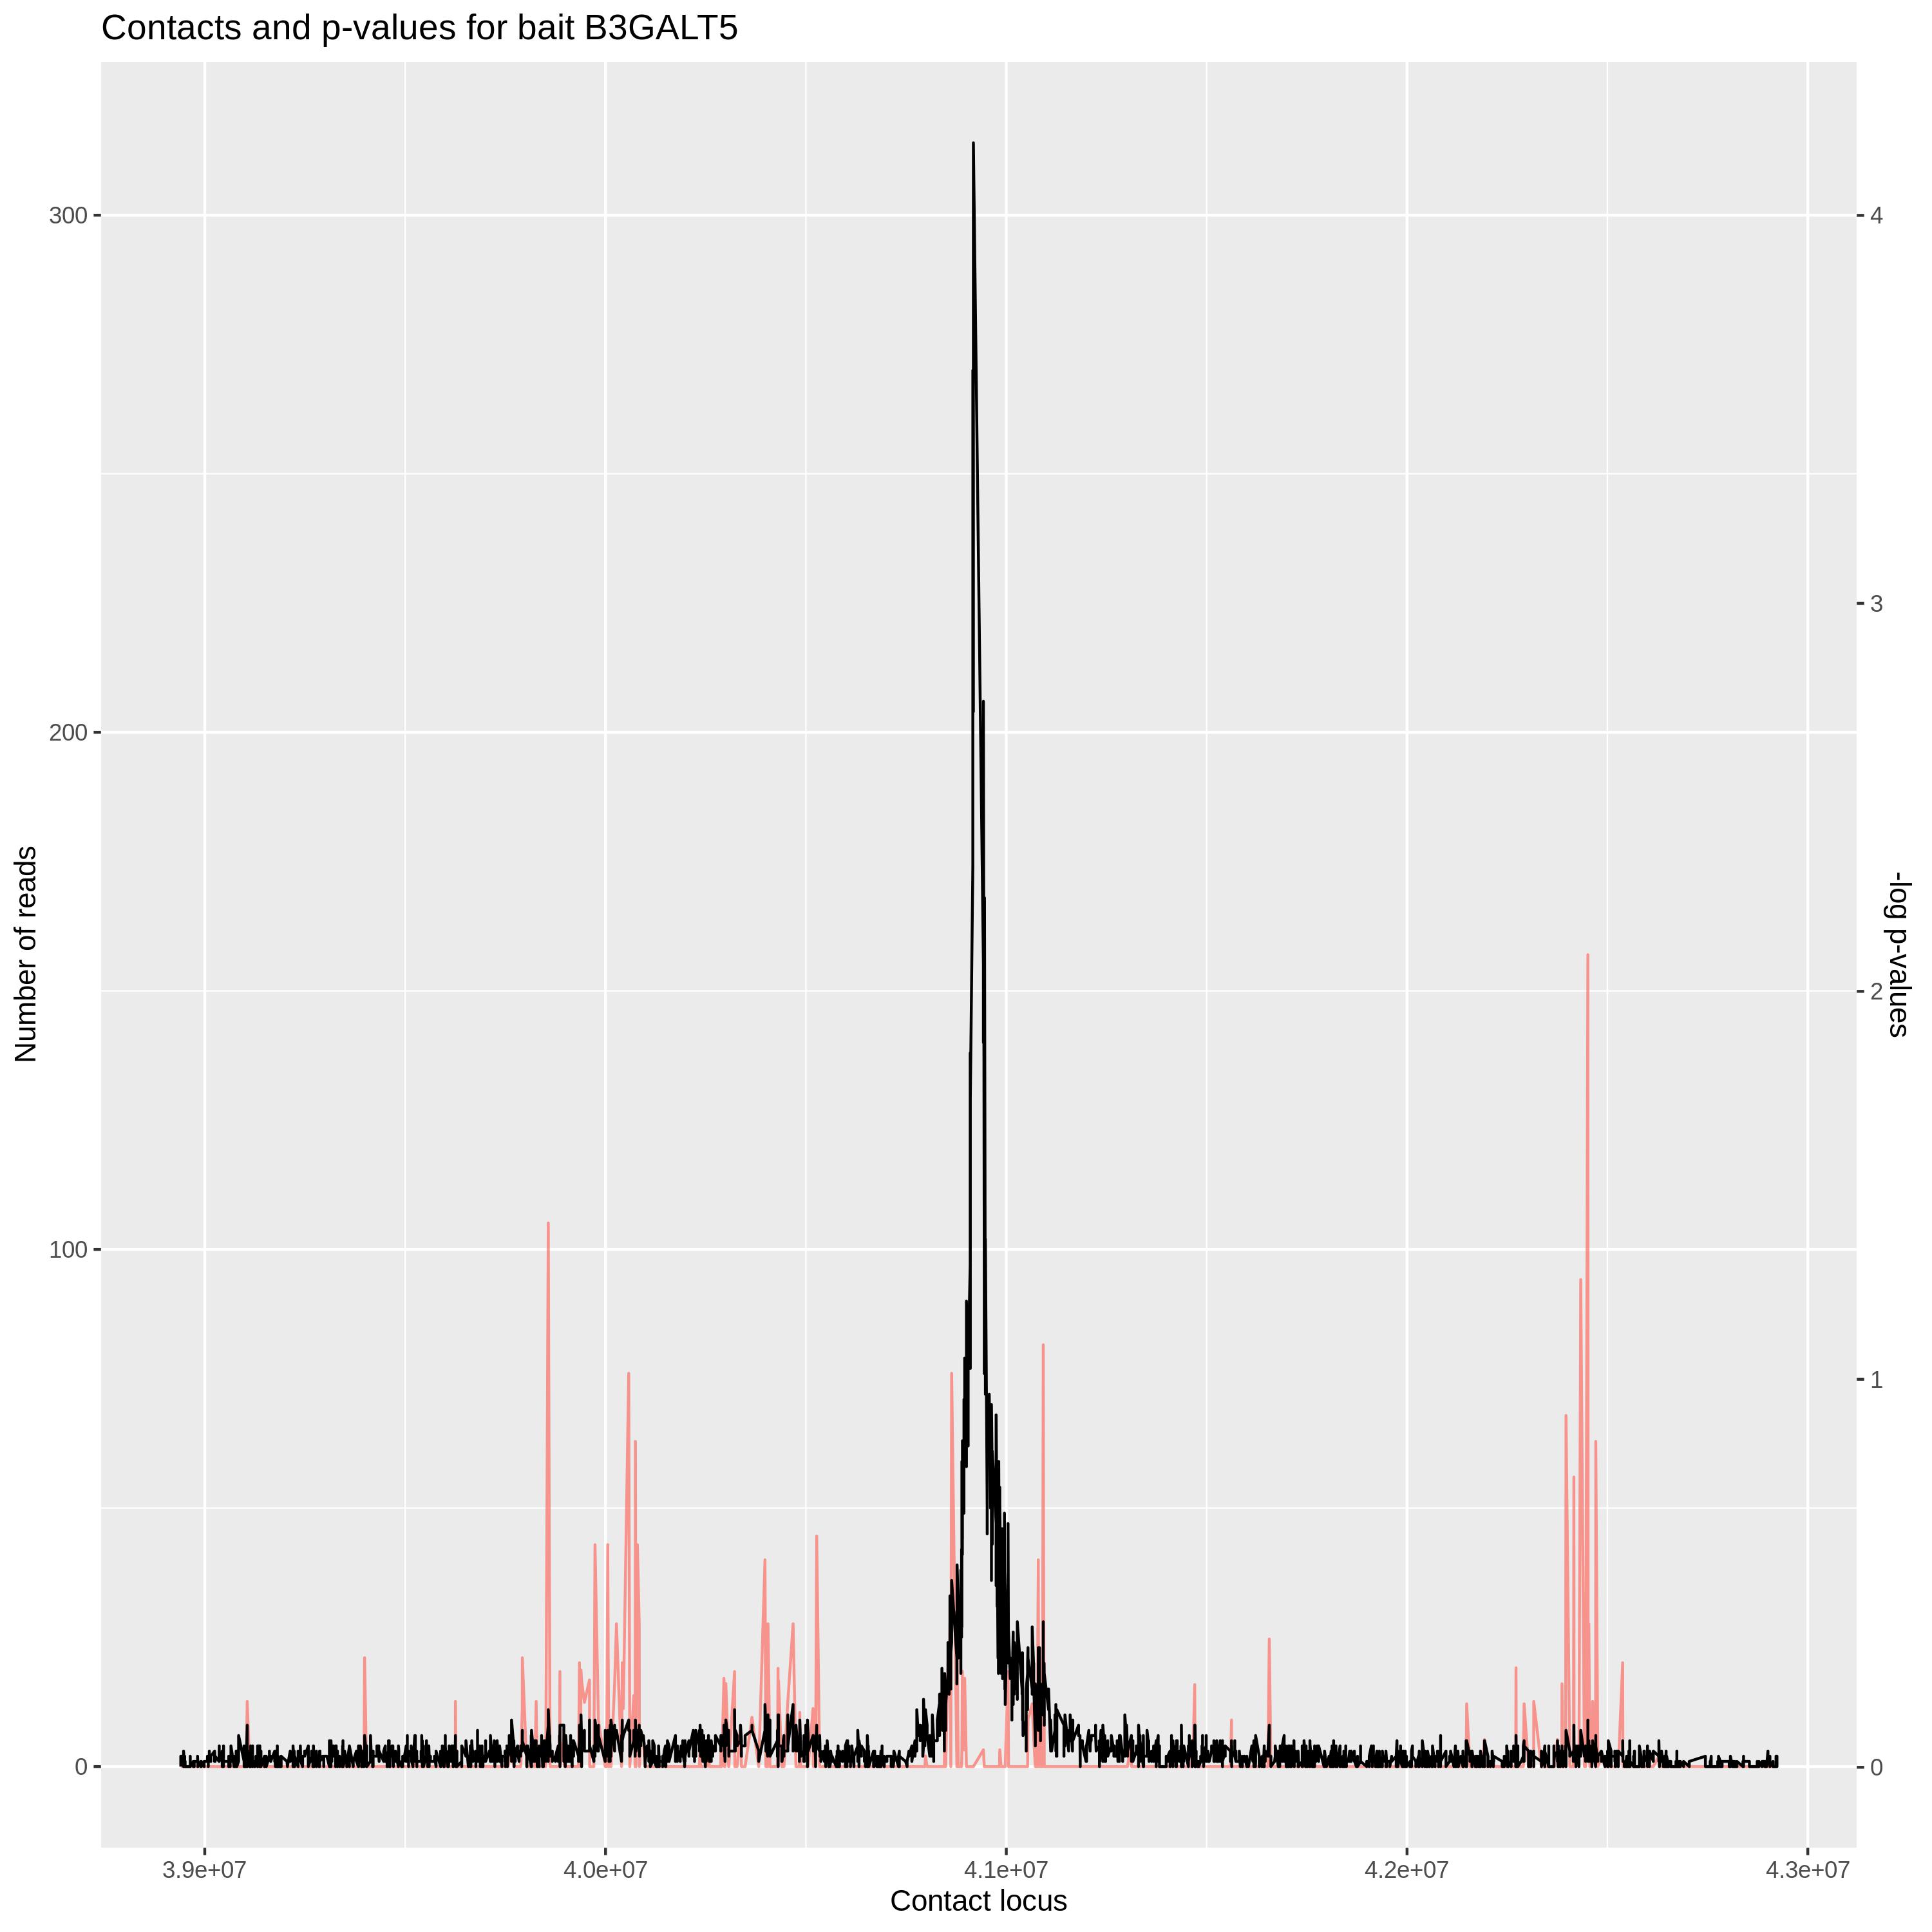 Contacts and p-values for bait B3GALT5
300
200
100
0
Number of reads
4
3
2
1
0
-log p-values
3.9e+07
4.0e+07
4.1e+07
4.2e+07
4.3e+07
Contact locus